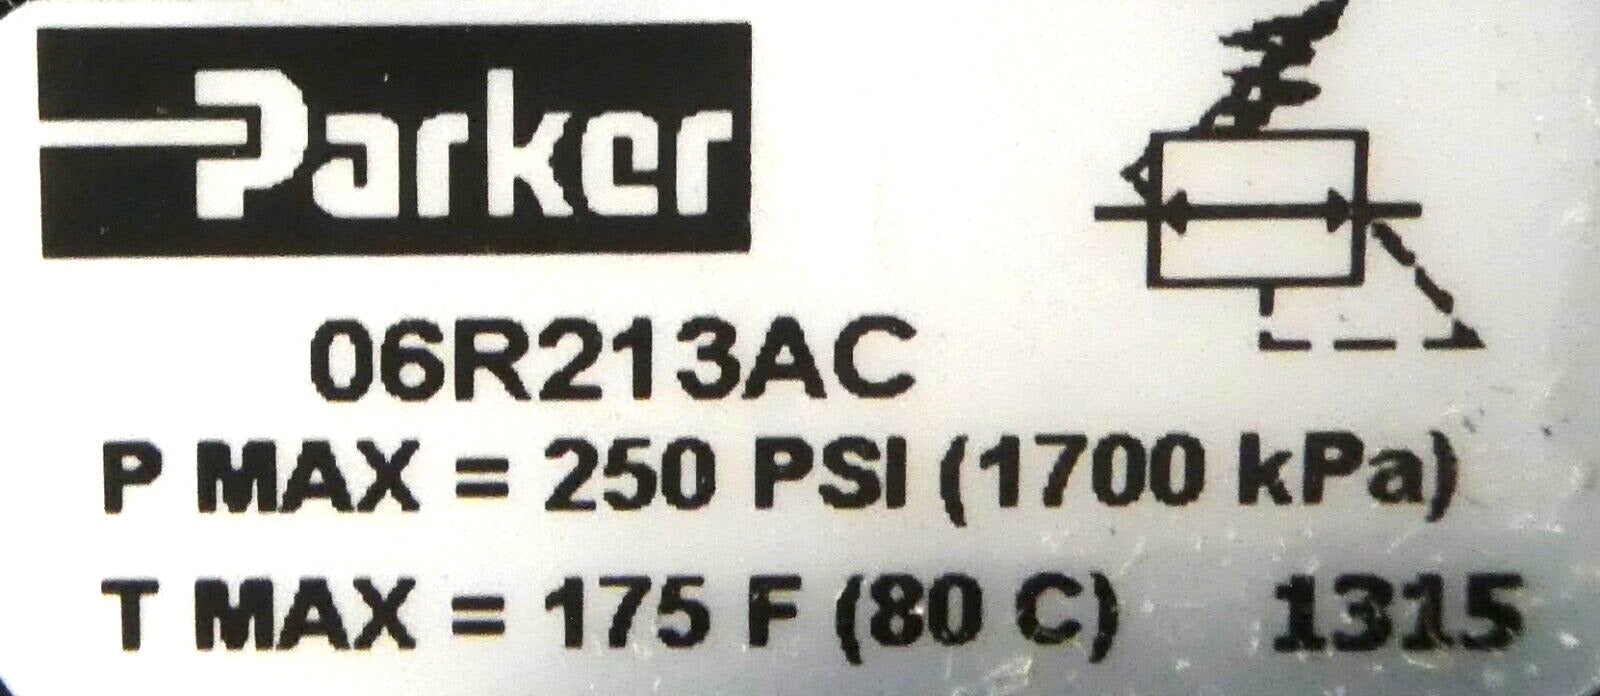 Parker
06R213AC
P MAX = 250 PSI (1700 kPa)
T MAX = 175 F (80 C) 1315